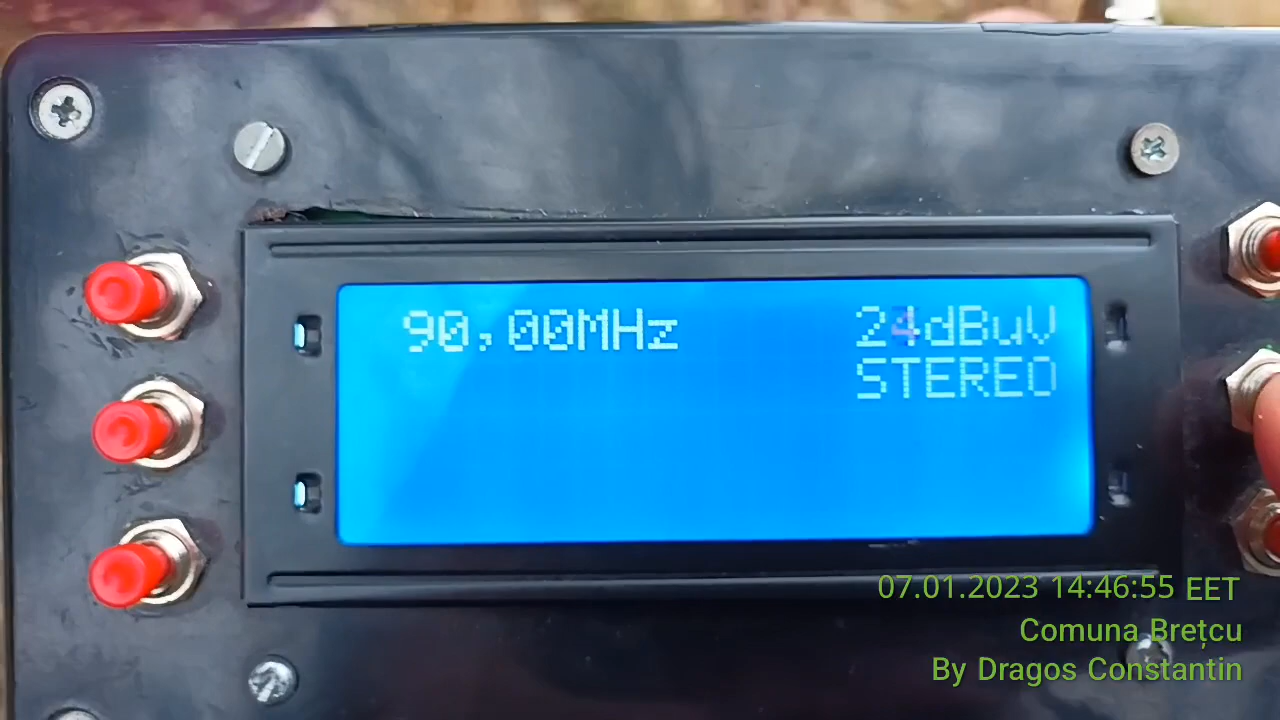 90,00MHz 24dBuV
STEREO
07.01.2023 14:46:55 EET
Comuna Brețcu
By Dragos Constantin